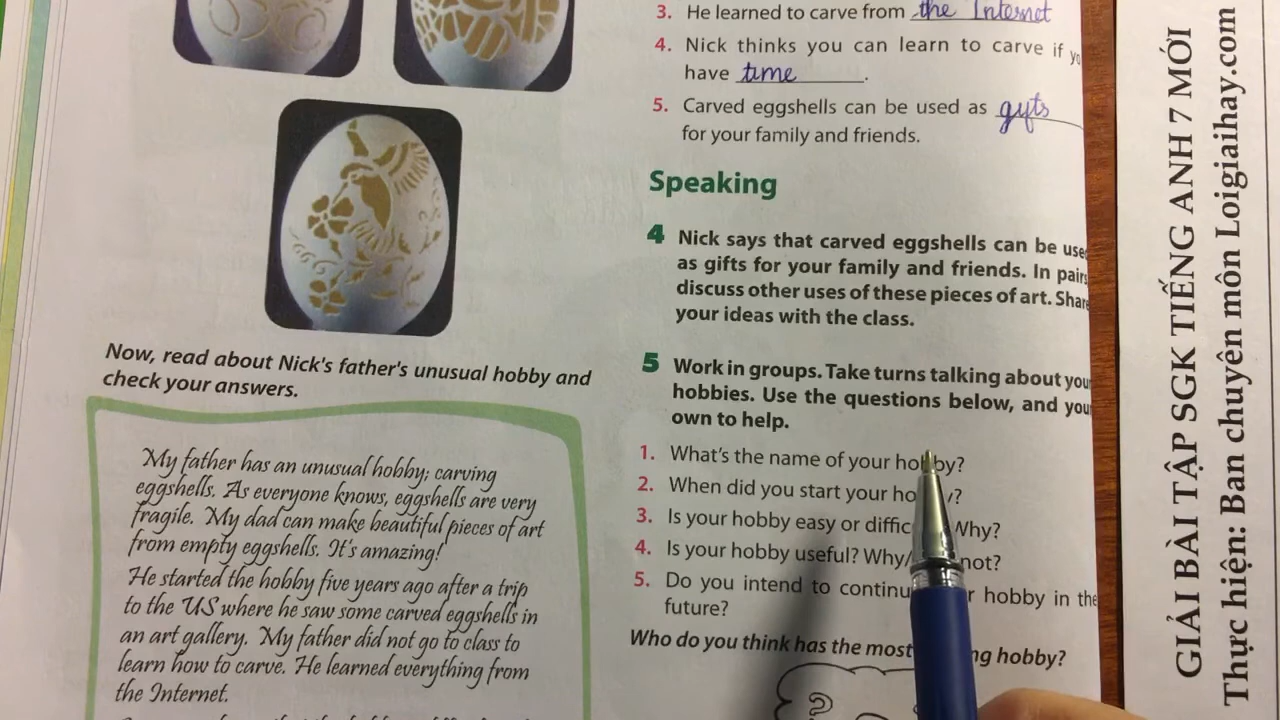 3. He learned to carve from the Internet
4. Nick thinks you can learn to carve if
have time.
5. Carved eggshells can be used as gifts
for your family and friends.
Speaking
4 Nick says that carved eggshells can be
as gifts for your family and friends. In
discuss other uses of these pieces of art.
your ideas with the class.
5 Work in groups. Take turns talking about
hobbies. Use the questions below, and
own to help.
1. What's the name of your hobby?
2. When did you start your
3. Is your hobby easy or Why?
4. Is your hobby useful? Why/ not?
5. Do you intend to hobby in the
future?
Who do you think has the most hobby?
Now, read about Nick's father's unusual hobby and
check your answers.
My father has an unusual hobby; carving
eggshells. As everyone knows, eggshells are very
fragile. My dad can make beautiful pieces of art
from empty eggshells. It's amazing!
He started the hobby five years ago after a trip
to the US where he saw some carved eggshells in
an art gallery. My father did not go to class to
learn how to carve. He learned everything from
the Internet.
GIẢI BÀI TẬP SGK TIẾNG ANH 7 MỚI
Thực hiện: Ban chuyên môn Loigiaihay.com